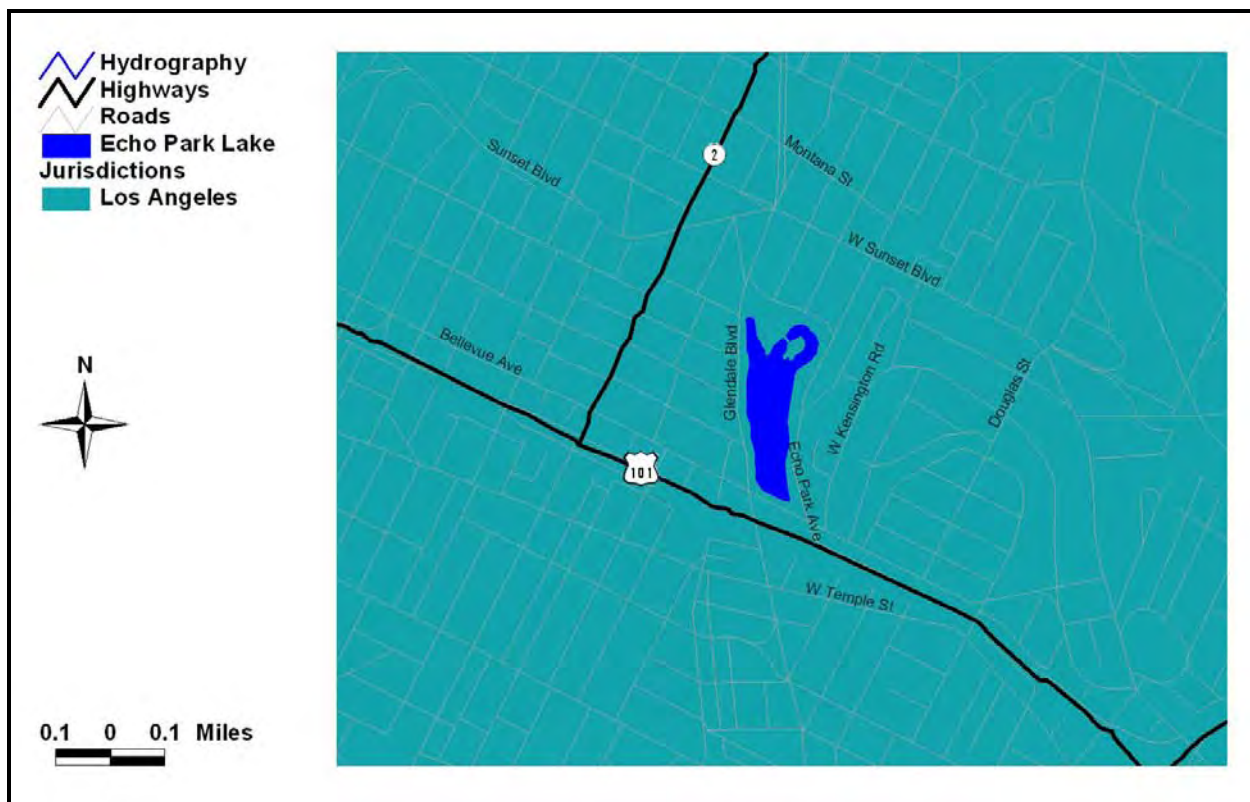 Hydrography
Highways
Roads
Echo Park Lake
Jurisdictions
Los Angeles
N
0.1 0 0.1 Miles
2
Montana St
Sunset Blvd
W Sunset Blvd
Glendale Blvd
Bellevue Ave
W Kensington Rd
Douglas St
Echo Park Ave
101
W Temple St